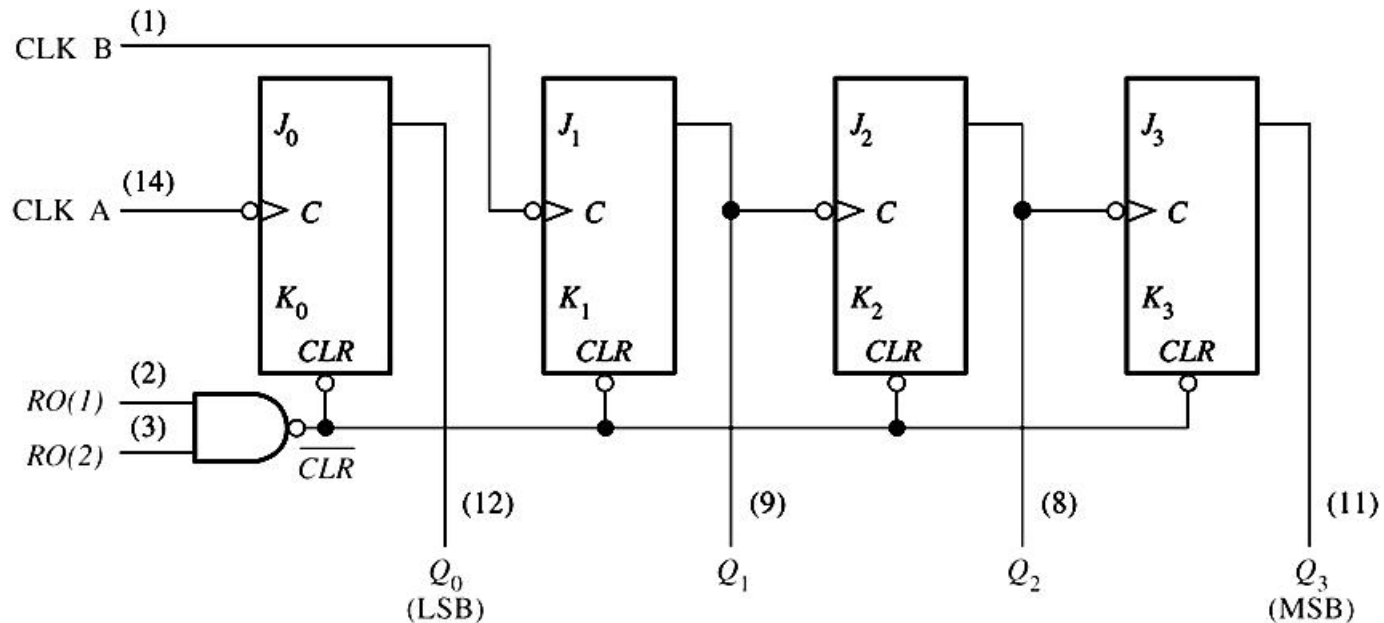 (1)
CLK B
J₀
J₁
J₂
J₃
(14)
CLK A
C
C
C
C
K₀
K₁
K₂
K₃
CLR
CLR
CLR
CLR
(2)
RO(1)
(3)
RO(2)
C̅L̅R̅
(12)
(9)
(8)
(11)
Q₀
Q₁
Q₂
Q₃
(LSB)
(MSB)